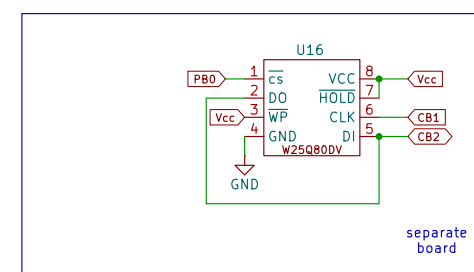 U16
PB0 1 cs VCC 8 Vcc
2 DO HOLD 7
Vcc 3 WP CLK 6 CB1
4 GND DI 5 CB2
W25Q80DV
GND
separate
board